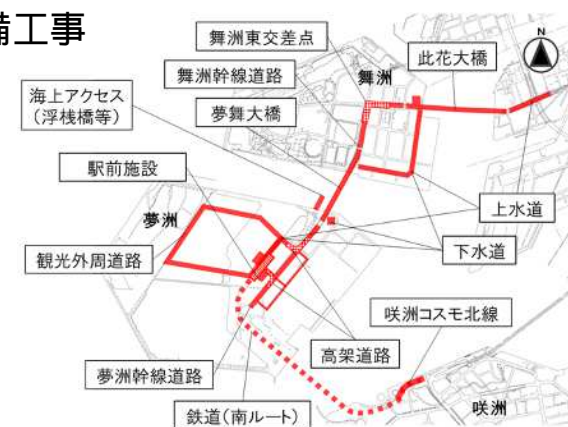 備工事
N
舞洲東交差点
舞洲
此花大橋
舞洲幹線道路
海上アクセス
（浮桟橋等）
夢舞大橋
駅前施設
上水道
夢洲
下水道
観光外周道路
咲洲コスモ北線
高架道路
夢洲幹線道路
咲洲
鉄道（南ルート）